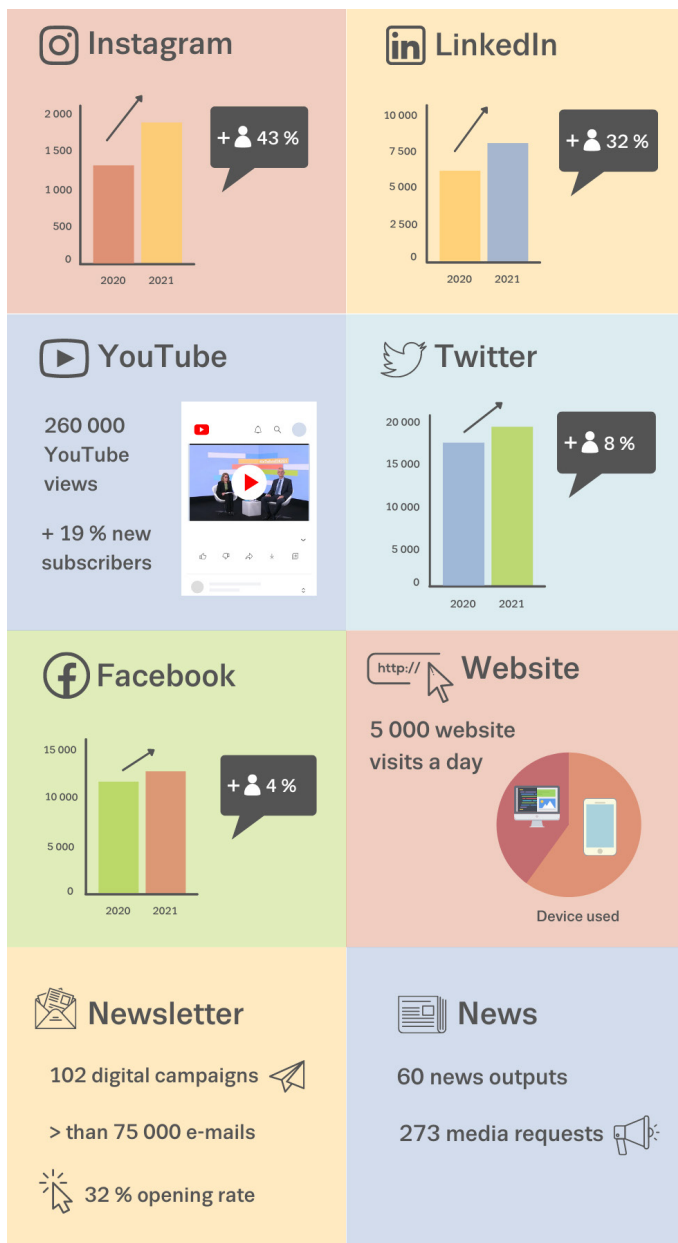 Instagram
2 000
1 500
1 000
500
0
2020 2021
+ 43 %
in LinkedIn
10 000
7 500
5 000
2 500
0
2020 2021
+ 32 %
YouTube
260 000
YouTube
views
+ 19 % new
subscribers
Twitter
20 000
15 000
10 000
5 000
0
2020 2021
+ 8 %
Facebook
15 000
10 000
5 000
0
2020 2021
+ 4 %
http:// Website
5 000 website
visits a day
Device used
Newsletter
102 digital campaigns
> than 75 000 e-mails
32 % opening rate
News
60 news outputs
273 media requests